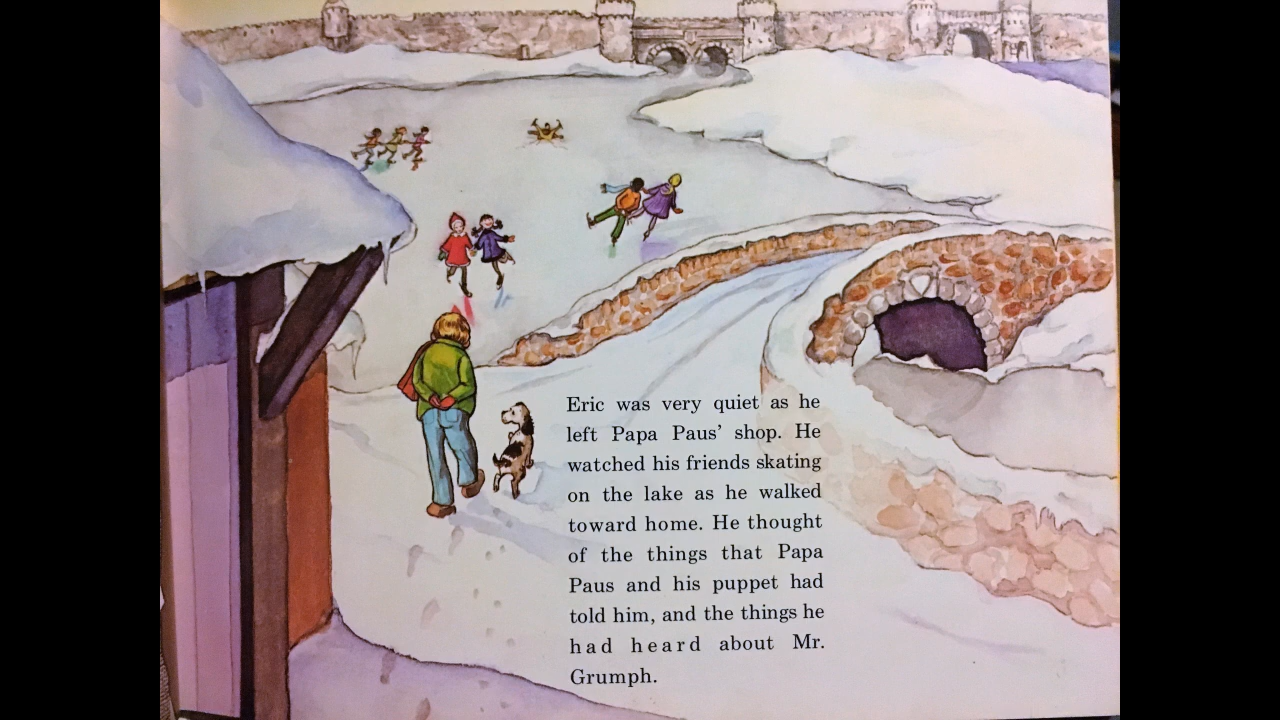 Eric was very quiet as he
left Papa Paus' shop. He
watched his friends skating
on the lake as he walked
toward home. He thought
of the things that Papa
Paus and his puppet had
told him, and the things he
had heard about Mr.
Grumph.